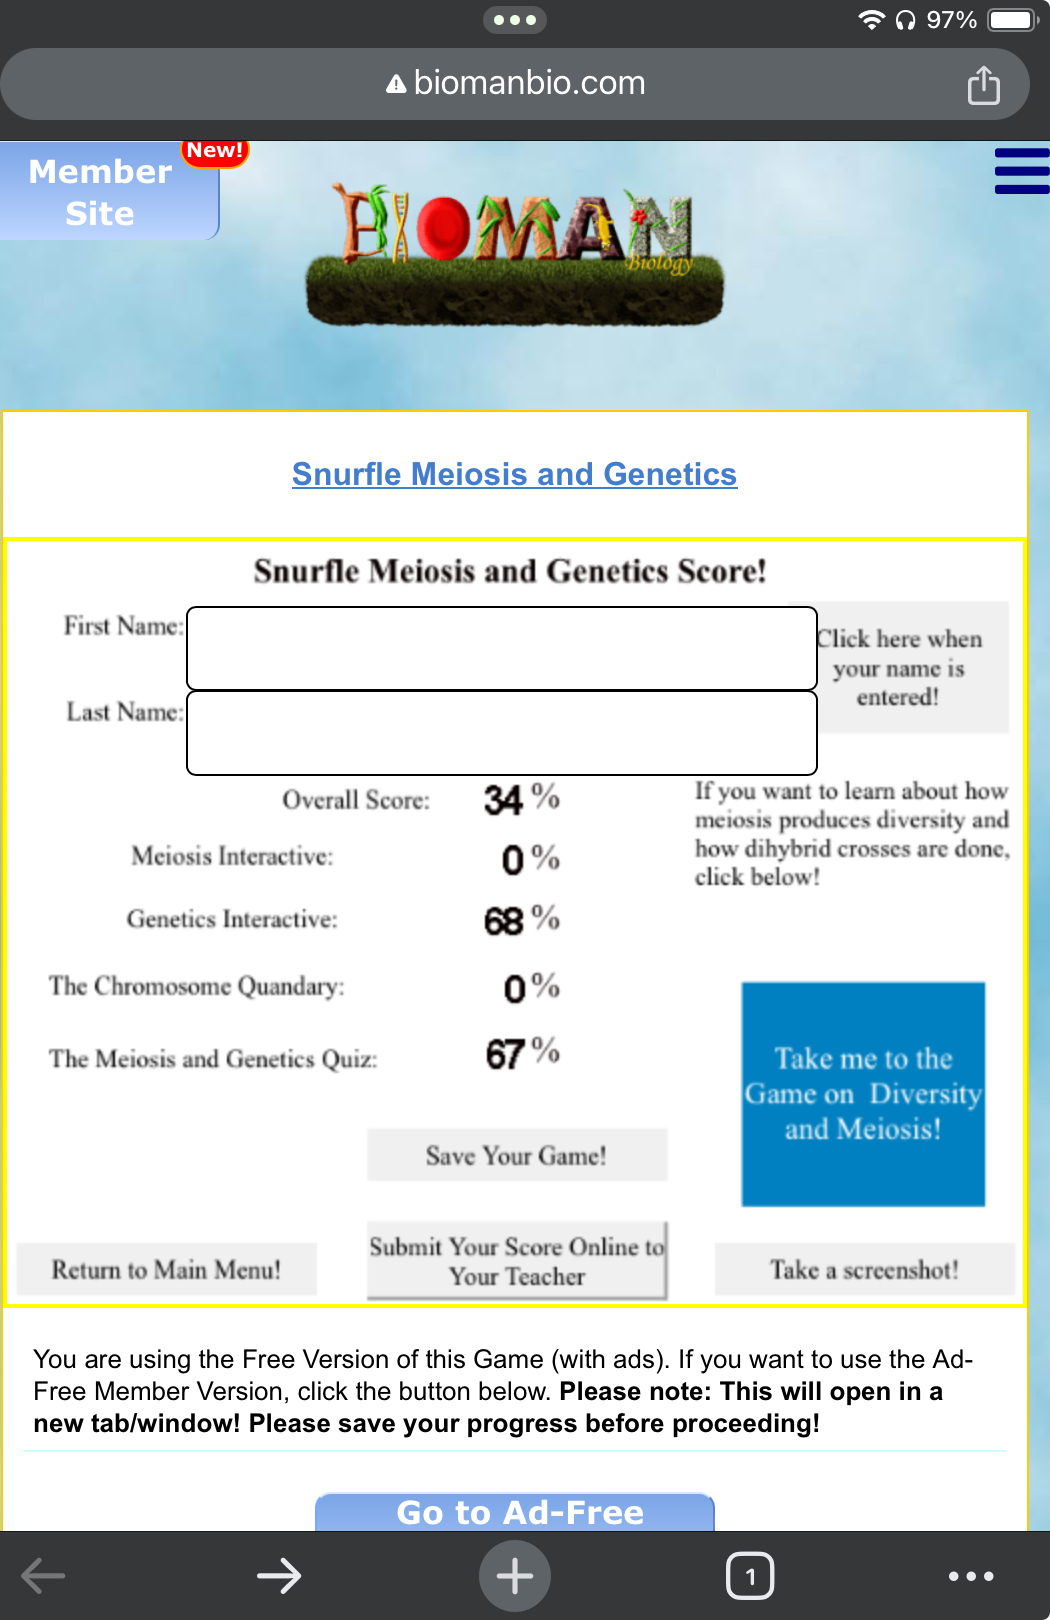 97%
biomanbio.com
New!
Member
Site
BIOMAN
Biology
Snurfle Meiosis and Genetics
Snurfle Meiosis and Genetics Score!
First Name:
Click here when
your name is
entered!
Last Name:
Overall Score: 34 %
If you want to learn about how
meiosis produces diversity and
how dihybrid crosses are done,
click below!
Meiosis Interactive: 0 %
Genetics Interactive: 68 %
The Chromosome Quandary: 0 %
The Meiosis and Genetics Quiz: 67 %
Take me to the
Game on Diversity
and Meiosis!
Save Your Game!
Return to Main Menu!
Submit Your Score Online to
Your Teacher
Take a screenshot!
You are using the Free Version of this Game (with ads). If you want to use the Ad-
Free Member Version, click the button below. Please note: This will open in a
new tab/window! Please save your progress before proceeding!
Go to Ad-Free
1